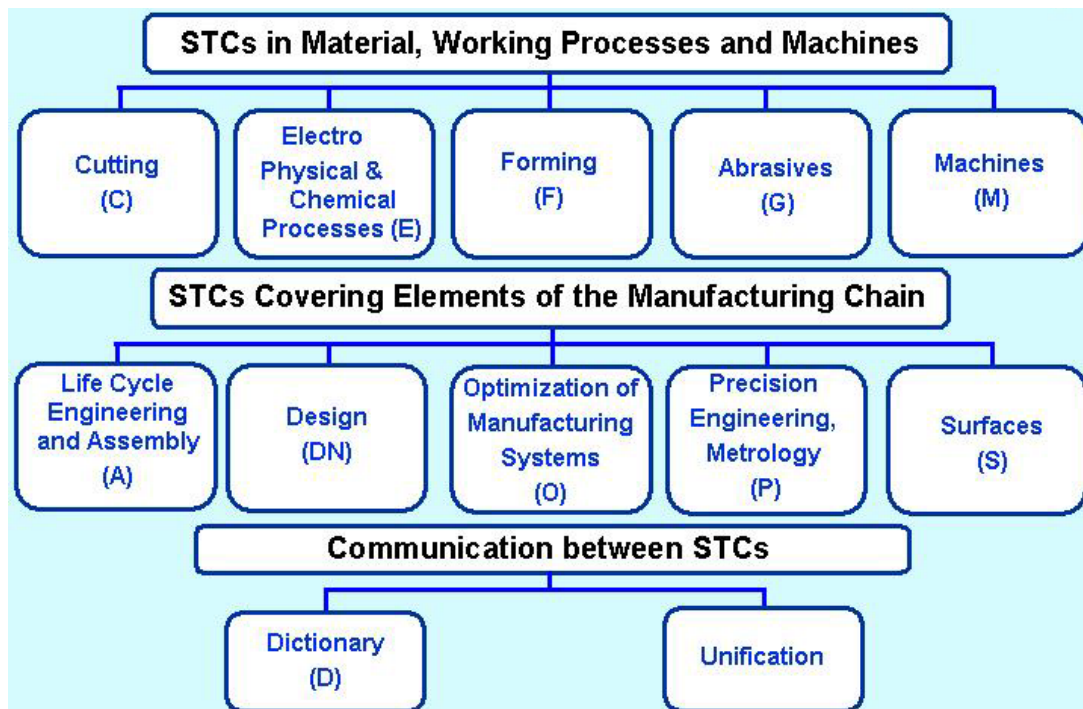 STCs in Material, Working Processes and Machines
Cutting
(C)
Electro
Physical &
Chemical
Processes (E)
Forming
(F)
Abrasives
(G)
Machines
(M)
STCs Covering Elements of the Manufacturing Chain
Life Cycle
Engineering
and Assembly
(A)
Design
(DN)
Optimization of
Manufacturing
Systems
(O)
Precision
Engineering,
Metrology
(P)
Surfaces
(S)
Communication between STCs
Dictionary
(D)
Unification